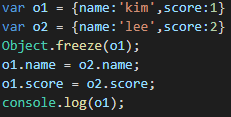 var o1 = {name:'kim',score:1}
var o2 = {name:'lee',score:2}
Object.freeze(o1);
o1.name = o2.name;
o1.score = o2.score;
console.log(o1);